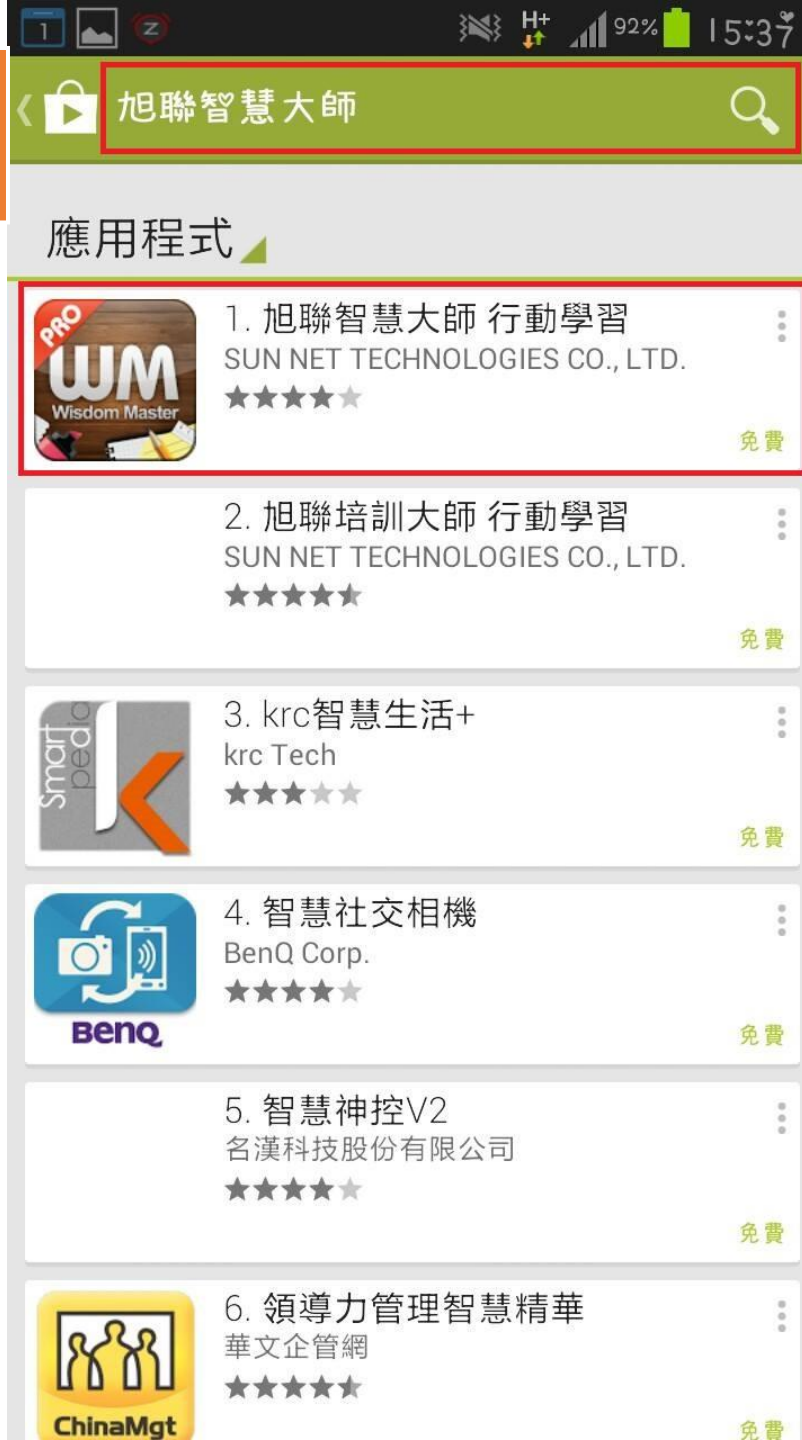 1 Z H+ 92% 15:37
旭聯智慧大師
應用程式
PRO
WM
Wisdom Master
1. 旭聯智慧大師 行動學習
SUN NET TECHNOLOGIES CO., LTD.
免費
2. 旭聯培訓大師 行動學習
SUN NET TECHNOLOGIES CO., LTD.
免費
Smart
pedia
3. krc智慧生活+
krc Tech
免費
BenQ
4. 智慧社交相機
BenQ Corp.
免費
5. 智慧神控V2
名漢科技股份有限公司
免費
ChinaMgt
6. 領導力管理智慧精華
華文企管網
免費